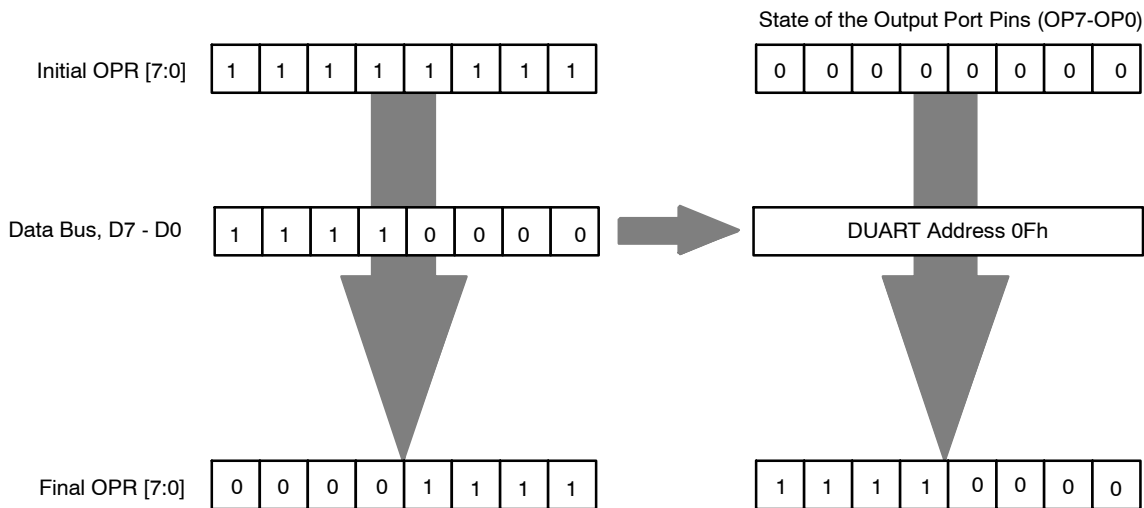 State of the Output Port Pins (OP7-OP0)
Initial OPR [7:0] 1 1 1 1 1 1 1 1 0 0 0 0 0 0 0 0
Data Bus, D7 - D0 1 1 1 1 0 0 0 0 DUART Address 0Fh
Final OPR [7:0] 0 0 0 0 1 1 1 1 1 1 1 1 0 0 0 0